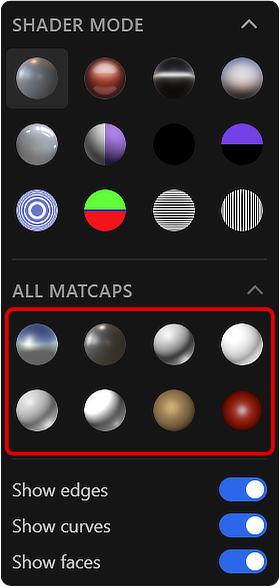 SHADER MODE
ALL MATCAPS
Show edges
Show curves
Show faces